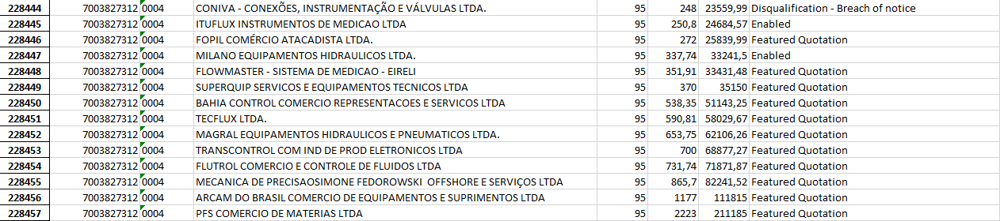 228444 7003827312 0004 CONIVA - CONEXÕES, INSTRUMENTAÇÃO E VÁLVULAS LTDA. 95 248 23559,99 Disqualification - Breach of notice
228445 7003827312 0004 ITUFLUX INSTRUMENTOS DE MEDICAO LTDA 95 250,8 24684,57 Enabled
228446 7003827312 0004 FOPIL COMÉRCIO ATACADISTA LTDA. 95 272 25839,99 Featured Quotation
228447 7003827312 0004 MILANO EQUIPAMENTOS HIDRAULICOS LTDA. 95 337,74 33241,5 Enabled
228448 7003827312 0004 FLOWMASTER - SISTEMA DE MEDICAO - EIRELI 95 351,91 33431,48 Featured Quotation
228449 7003827312 0004 SUPERQUIP SERVICOS E EQUIPAMENTOS TECNICOS LTDA 95 370 35150 Featured Quotation
228450 7003827312 0004 BAHIA CONTROL COMERCIO REPRESENTACOES E SERVICOS LTDA 95 538,35 51143,25 Featured Quotation
228451 7003827312 0004 TECFLUX LTDA. 95 590,81 58029,67 Featured Quotation
228452 7003827312 0004 MAGRAL EQUIPAMENTOS HIDRAULICOS E PNEUMATICOS LTDA. 95 653,75 62106,26 Featured Quotation
228453 7003827312 0004 TRANSCONTROL COM IND DE PROD ELETRONICOS LTDA 95 700 68877,27 Featured Quotation
228454 7003827312 0004 FLUTROL COMERCIO E CONTROLE DE FLUIDOS LTDA 95 731,74 71871,87 Featured Quotation
228455 7003827312 0004 MECANICA DE PRECISAOSIMONE FEDOROWSKI  OFFSHORE E SERVIÇOS LTDA 95 865,7 82241,52 Featured Quotation
228456 7003827312 0004 ARCAM DO BRASIL COMERCIO DE EQUIPAMENTOS E SUPRIMENTOS LTDA 95 1177 111815 Featured Quotation
228457 7003827312 0004 PFS COMERCIO DE MATERIAS LTDA 95 2223 211185 Featured Quotation